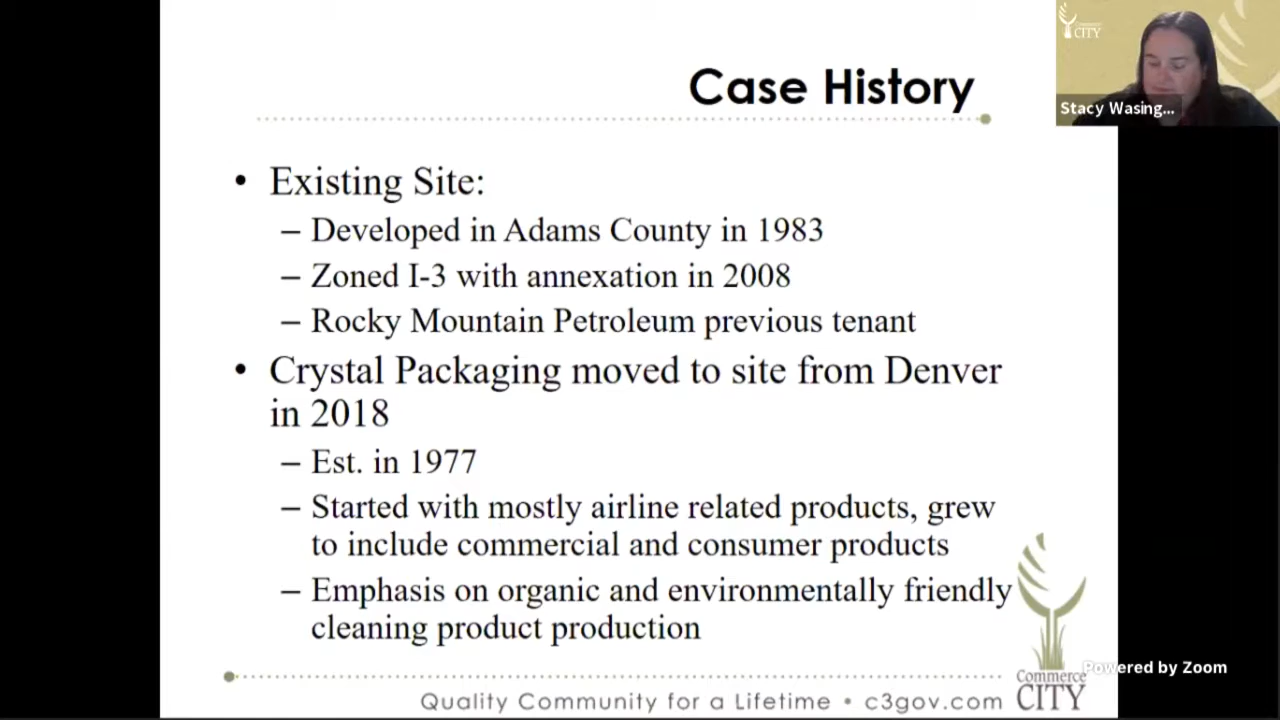 Case History
• Existing Site:
– Developed in Adams County in 1983
– Zoned I-3 with annexation in 2008
– Rocky Mountain Petroleum previous tenant
• Crystal Packaging moved to site from Denver
in 2018
– Est. in 1977
– Started with mostly airline related products, grew
to include commercial and consumer products
– Emphasis on organic and environmentally friendly
cleaning product production
Quality Community for a Lifetime • c3gov.com
Commerce
CITY
Commerce
CITY
Stacy Wasing...
Powered by Zoom